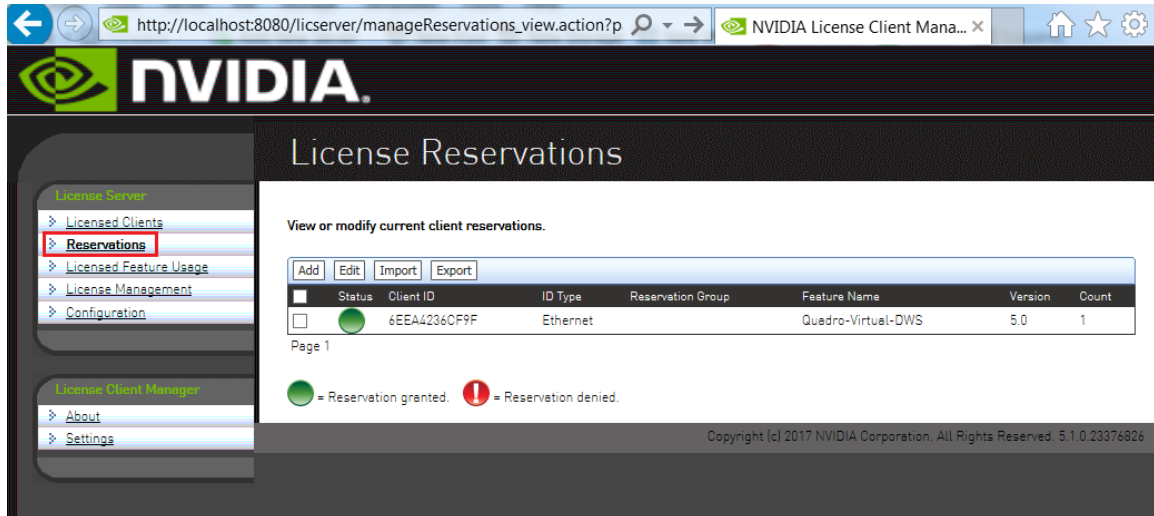 http://localhost:8080/licserver/manageReservations_view.action?p
NVIDIA License Client Mana...
NVIDIA.
License Reservations
License Server
Licensed Clients
Reservations
Licensed Feature Usage
License Management
Configuration
License Client Manager
About
Settings
View or modify current client reservations.
Add Edit Import Export
Status Client ID ID Type Reservation Group Feature Name Version Count
6EEA4236CF9F Ethernet Quadro-Virtual-DWS 5.0 1
Page 1
= Reservation granted. ! = Reservation denied.
Copyright (c) 2017 NVIDIA Corporation. All Rights Reserved. 5.1.0.23376826